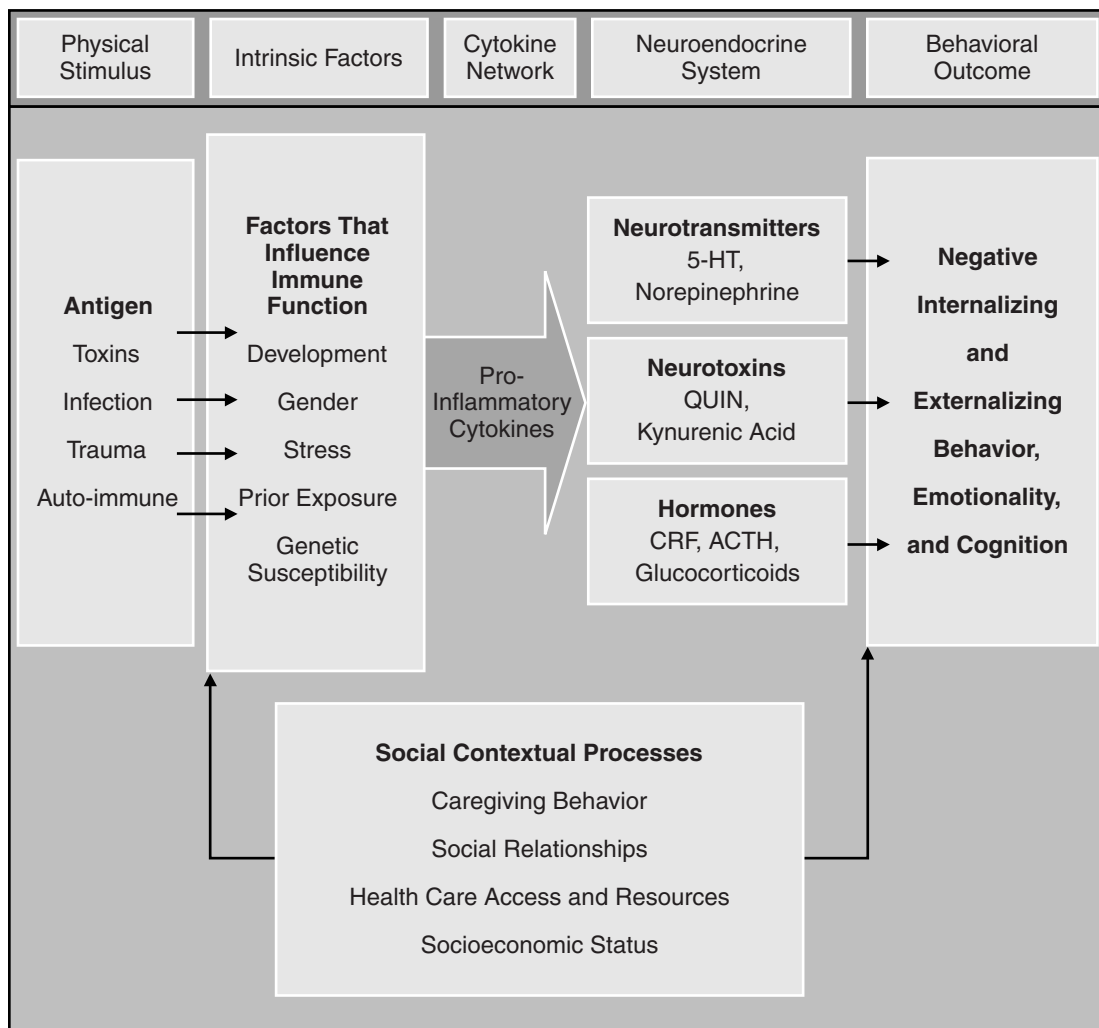 Physical
Stimulus
Intrinsic Factors
Cytokine
Network
Neuroendocrine
System
Behavioral
Outcome
Antigen
Toxins
Infection
Trauma
Auto-immune
Factors That
Influence
Immune
Function
Development
Gender
Stress
Prior Exposure
Genetic
Susceptibility
Pro-
Inflammatory
Cytokines
Neurotransmitters
5-HT,
Norepinephrine
Neurotoxins
QUIN,
Kynurenic Acid
Hormones
CRF, ACTH,
Glucocorticoids
Negative
Internalizing
and
Externalizing
Behavior,
Emotionality,
and Cognition
Social Contextual Processes
Caregiving Behavior
Social Relationships
Health Care Access and Resources
Socioeconomic Status